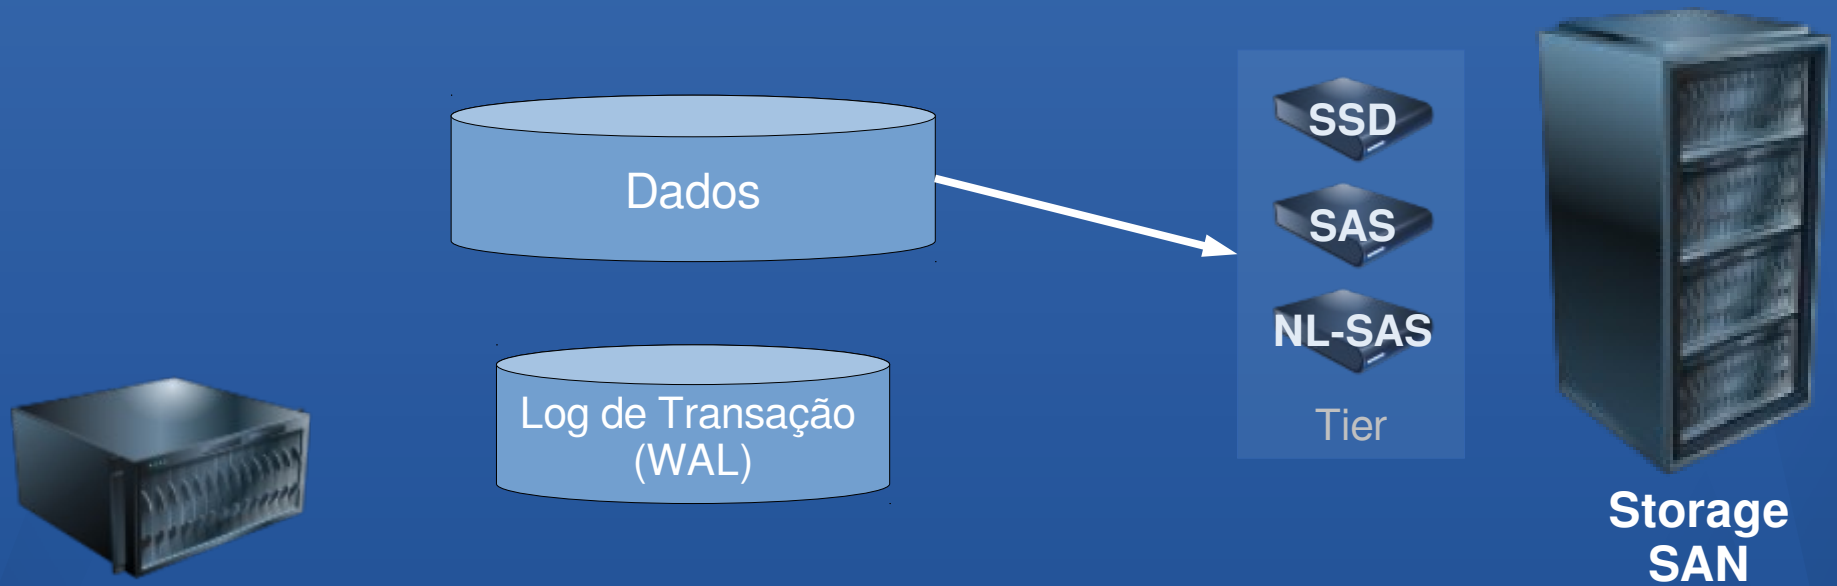 Dados
Log de Transação
(WAL)
SSD
SAS
NL-SAS
Tier
Storage
SAN